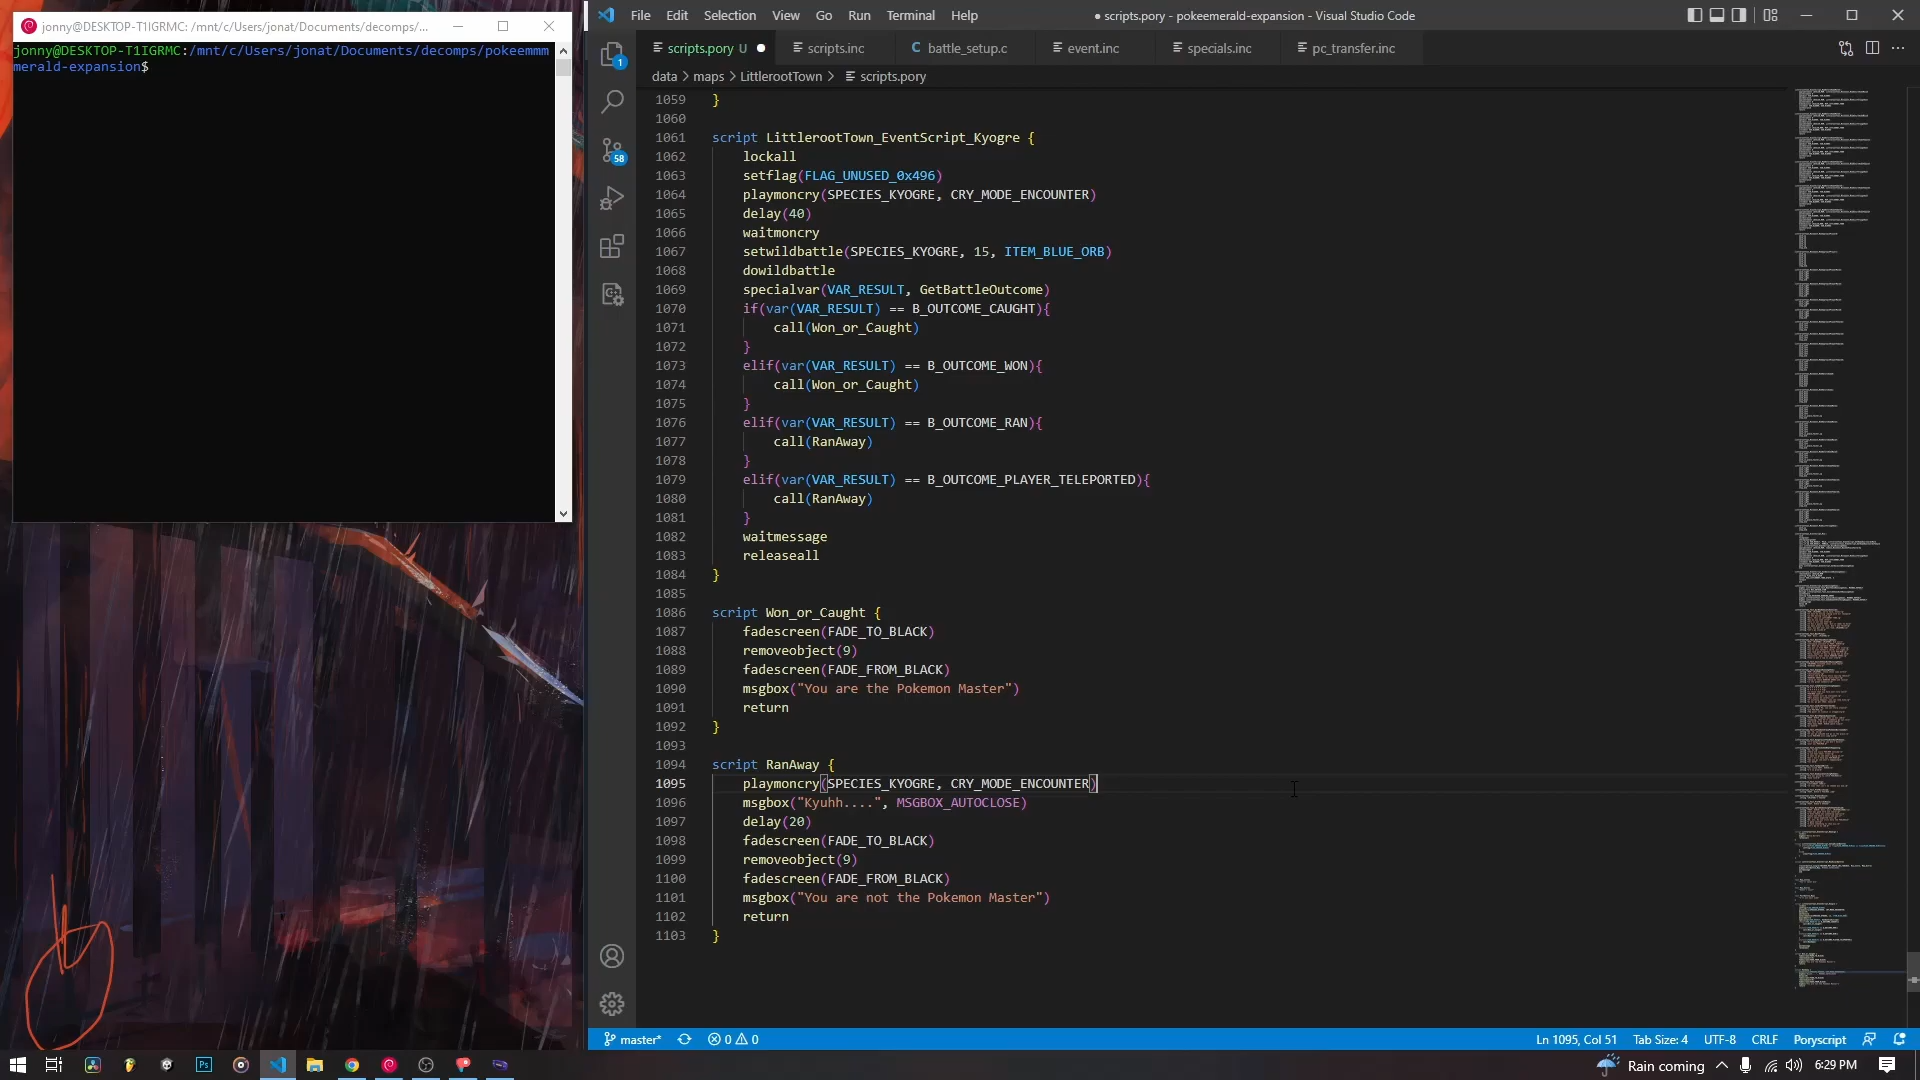 jonny@DESKTOP-T1IGRMC: /mnt/c/Users/jonat/Documents/decomps/...
jonny@DESKTOP-T1IGRMC:/mnt/c/Users/jonat/Documents/decomps/pokeemmm
merald-expansion$
File Edit Selection View Go Run Terminal Help
● scripts.pory - pokeemerald-expansion - Visual Studio Code
scripts.pory U ● scripts.inc C battle_setup.c event.inc specials.inc pc_transfer.inc
data > maps > LittlerootTown > scripts.pory
1
58
1059 }
1060
1061 script LittlerootTown_EventScript_Kyogre {
1062 lockall
1063 setflag(FLAG_UNUSED_0x496)
1064 playmoncry(SPECIES_KYOGRE, CRY_MODE_ENCOUNTER)
1065 delay(40)
1066 waitmoncry
1067 setwildbattle(SPECIES_KYOGRE, 15, ITEM_BLUE_ORB)
1068 dowildbattle
1069 specialvar(VAR_RESULT, GetBattleOutcome)
1070 if(var(VAR_RESULT) == B_OUTCOME_CAUGHT){
1071 call(Won_or_Caught)
1072 }
1073 elif(var(VAR_RESULT) == B_OUTCOME_WON){
1074 call(Won_or_Caught)
1075 }
1076 elif(var(VAR_RESULT) == B_OUTCOME_RAN){
1077 call(RanAway)
1078 }
1079 elif(var(VAR_RESULT) == B_OUTCOME_PLAYER_TELEPORTED){
1080 call(RanAway)
1081 }
1082 waitmessage
1083 releaseall
1084 }
1085
1086 script Won_or_Caught {
1087 fadescreen(FADE_TO_BLACK)
1088 removeobject(9)
1089 fadescreen(FADE_FROM_BLACK)
1090 msgbox("You are the Pokemon Master")
1091 return
1092 }
1093
1094 script RanAway {
1095 playmoncry(SPECIES_KYOGRE, CRY_MODE_ENCOUNTER)
1096 msgbox("Kyuhh....", MSGBOX_AUTOCLOSE)
1097 delay(20)
1098 fadescreen(FADE_TO_BLACK)
1099 removeobject(9)
1100 fadescreen(FADE_FROM_BLACK)
1101 msgbox("You are not the Pokemon Master")
1102 return
1103 }
master* 0 0 Ln 1095, Col 51 Tab Size: 4 UTF-8 CRLF Poryscript
Ps Rain coming 6:29 PM